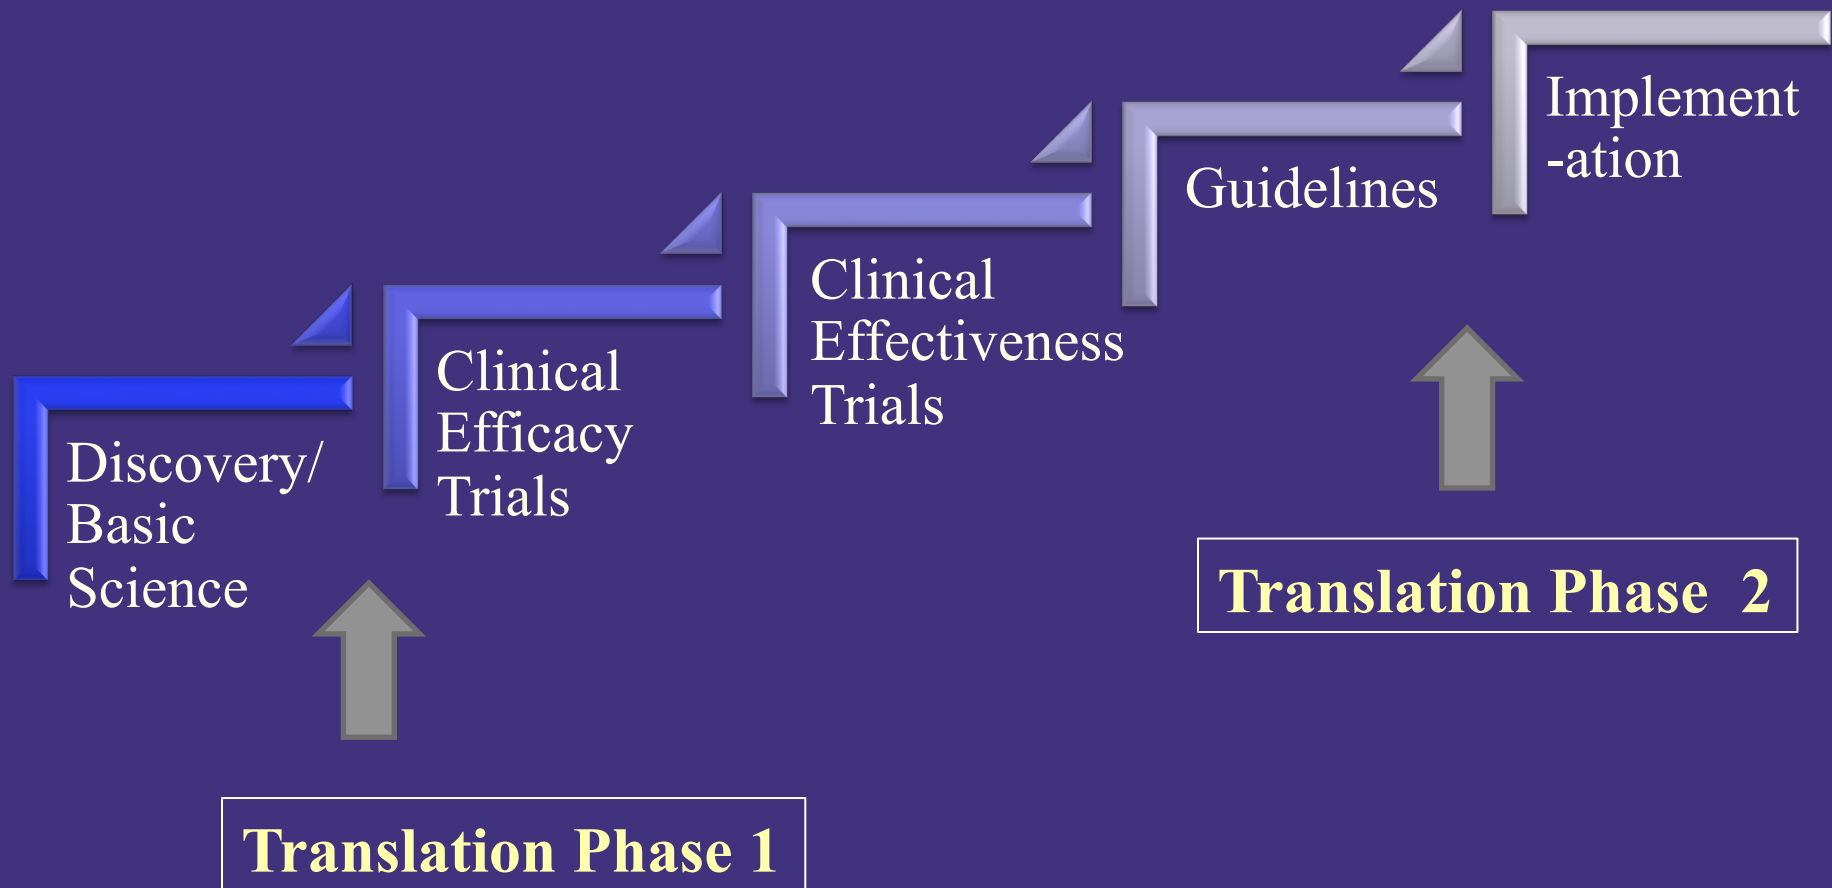 Discovery/
Basic
Science
Clinical
Efficacy
Trials
Clinical
Effectiveness
Trials
Guidelines
Implement
-ation
Translation Phase 1
Translation Phase  2